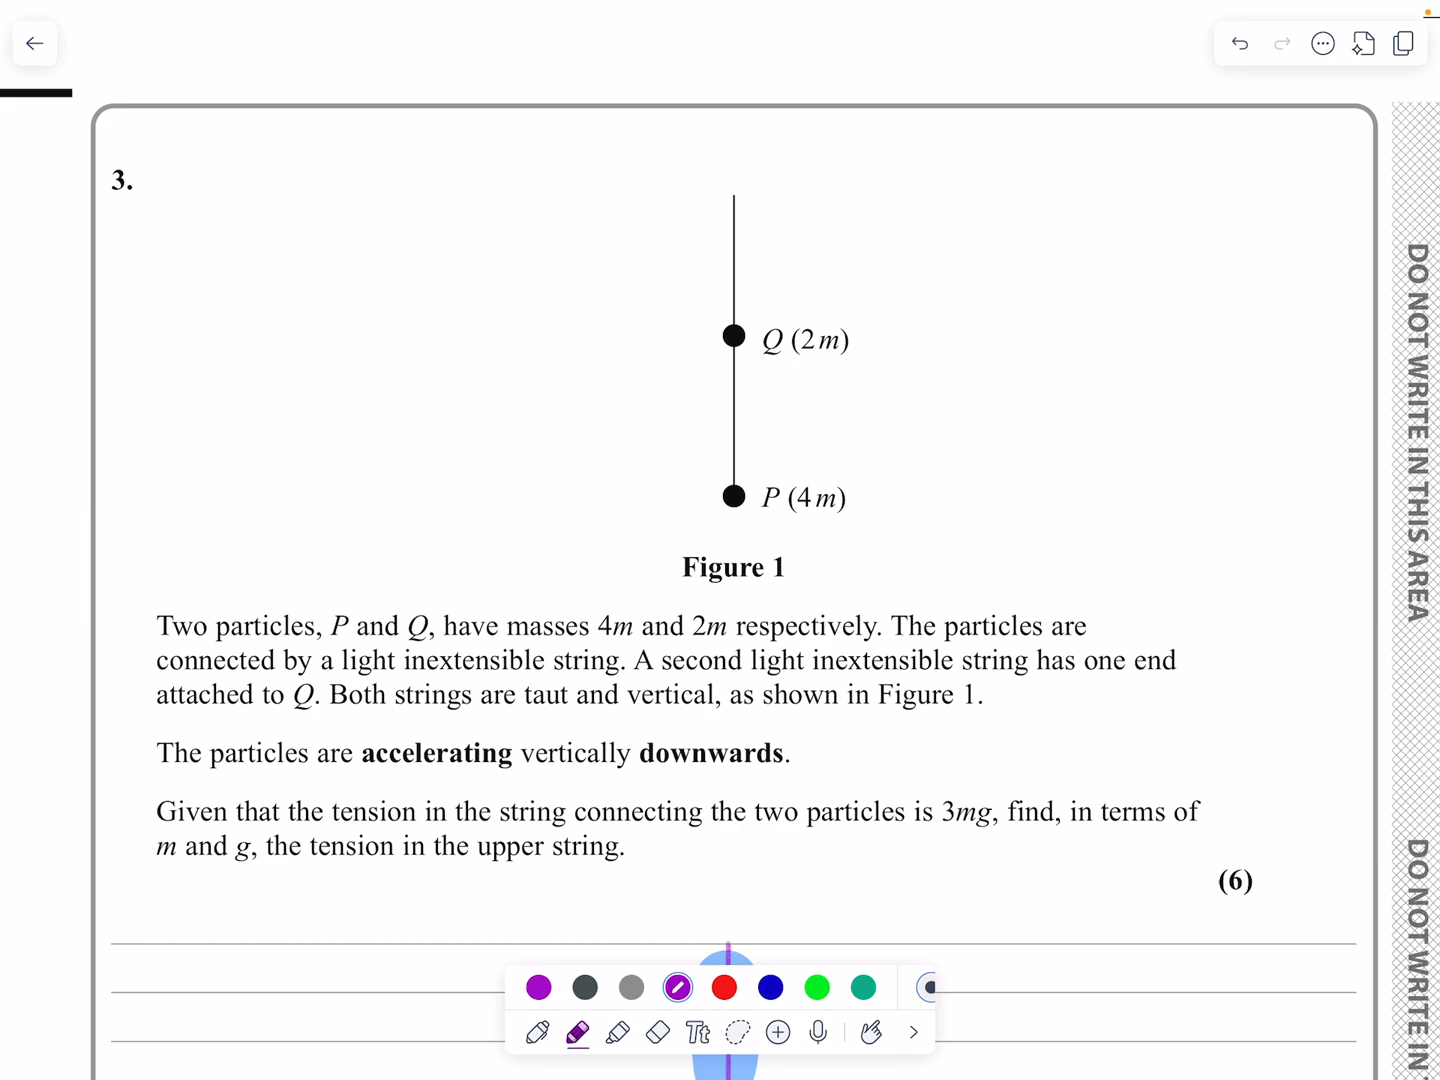 3.
Q (2m)
P (4m)
Figure 1
Two particles, P and Q, have masses 4m and 2m respectively. The particles are
connected by a light inextensible string. A second light inextensible string has one end
attached to Q. Both strings are taut and vertical, as shown in Figure 1.
The particles are accelerating vertically downwards.
Given that the tension in the string connecting the two particles is 3mg, find, in terms of
m and g, the tension in the upper string.
(6)
DO NOT WRITE IN THIS AREA
DO NOT WRITE IN
Tt